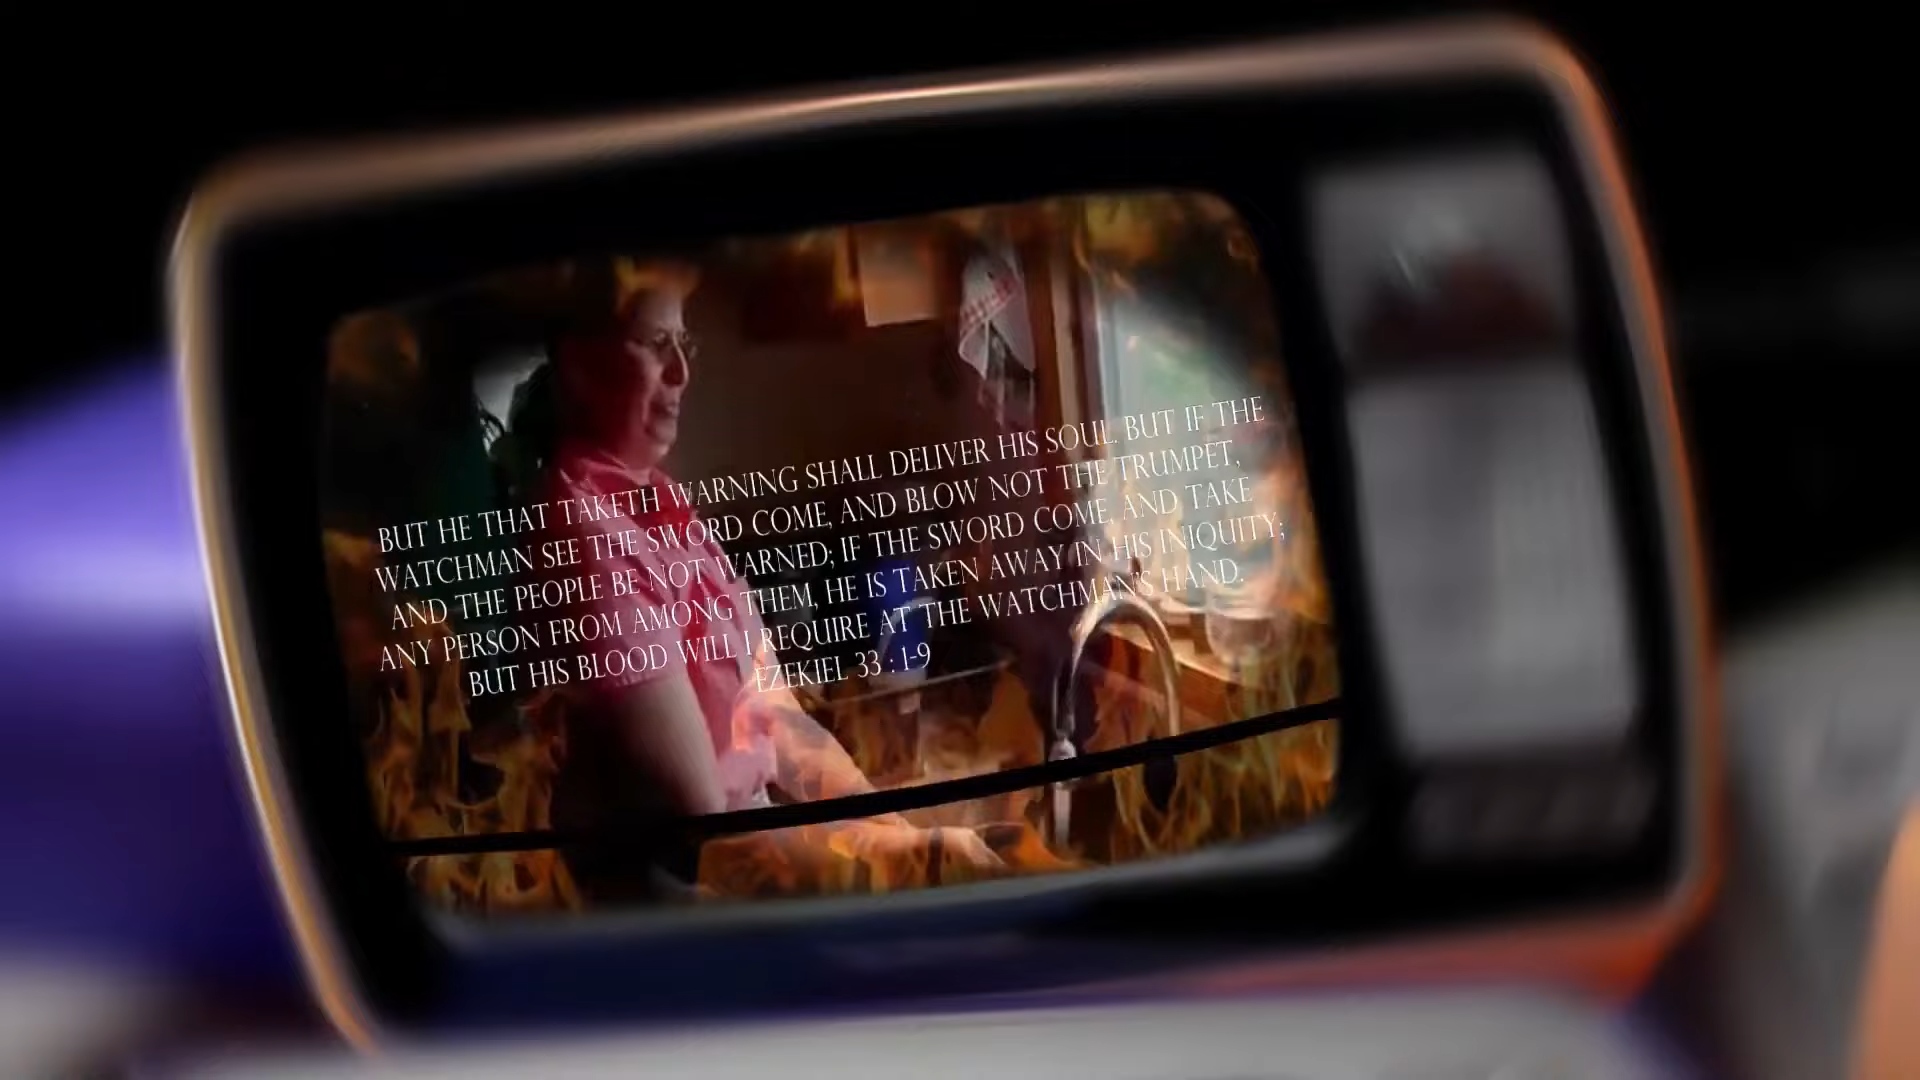 BUT HE THAT TAKETH WARNING SHALL DELIVER HIS SOUL. BUT IF THE
WATCHMAN SEE THE SWORD COME, AND BLOW NOT THE TRUMPET,
AND THE PEOPLE BE NOT WARNED; IF THE SWORD COME, AND TAKE
ANY PERSON FROM AMONG THEM, HE IS TAKEN AWAY IN HIS INIQUITY;
BUT HIS BLOOD WILL I REQUIRE AT THE WATCHMAN'S HAND.
EZEKIEL 33 : 1-9